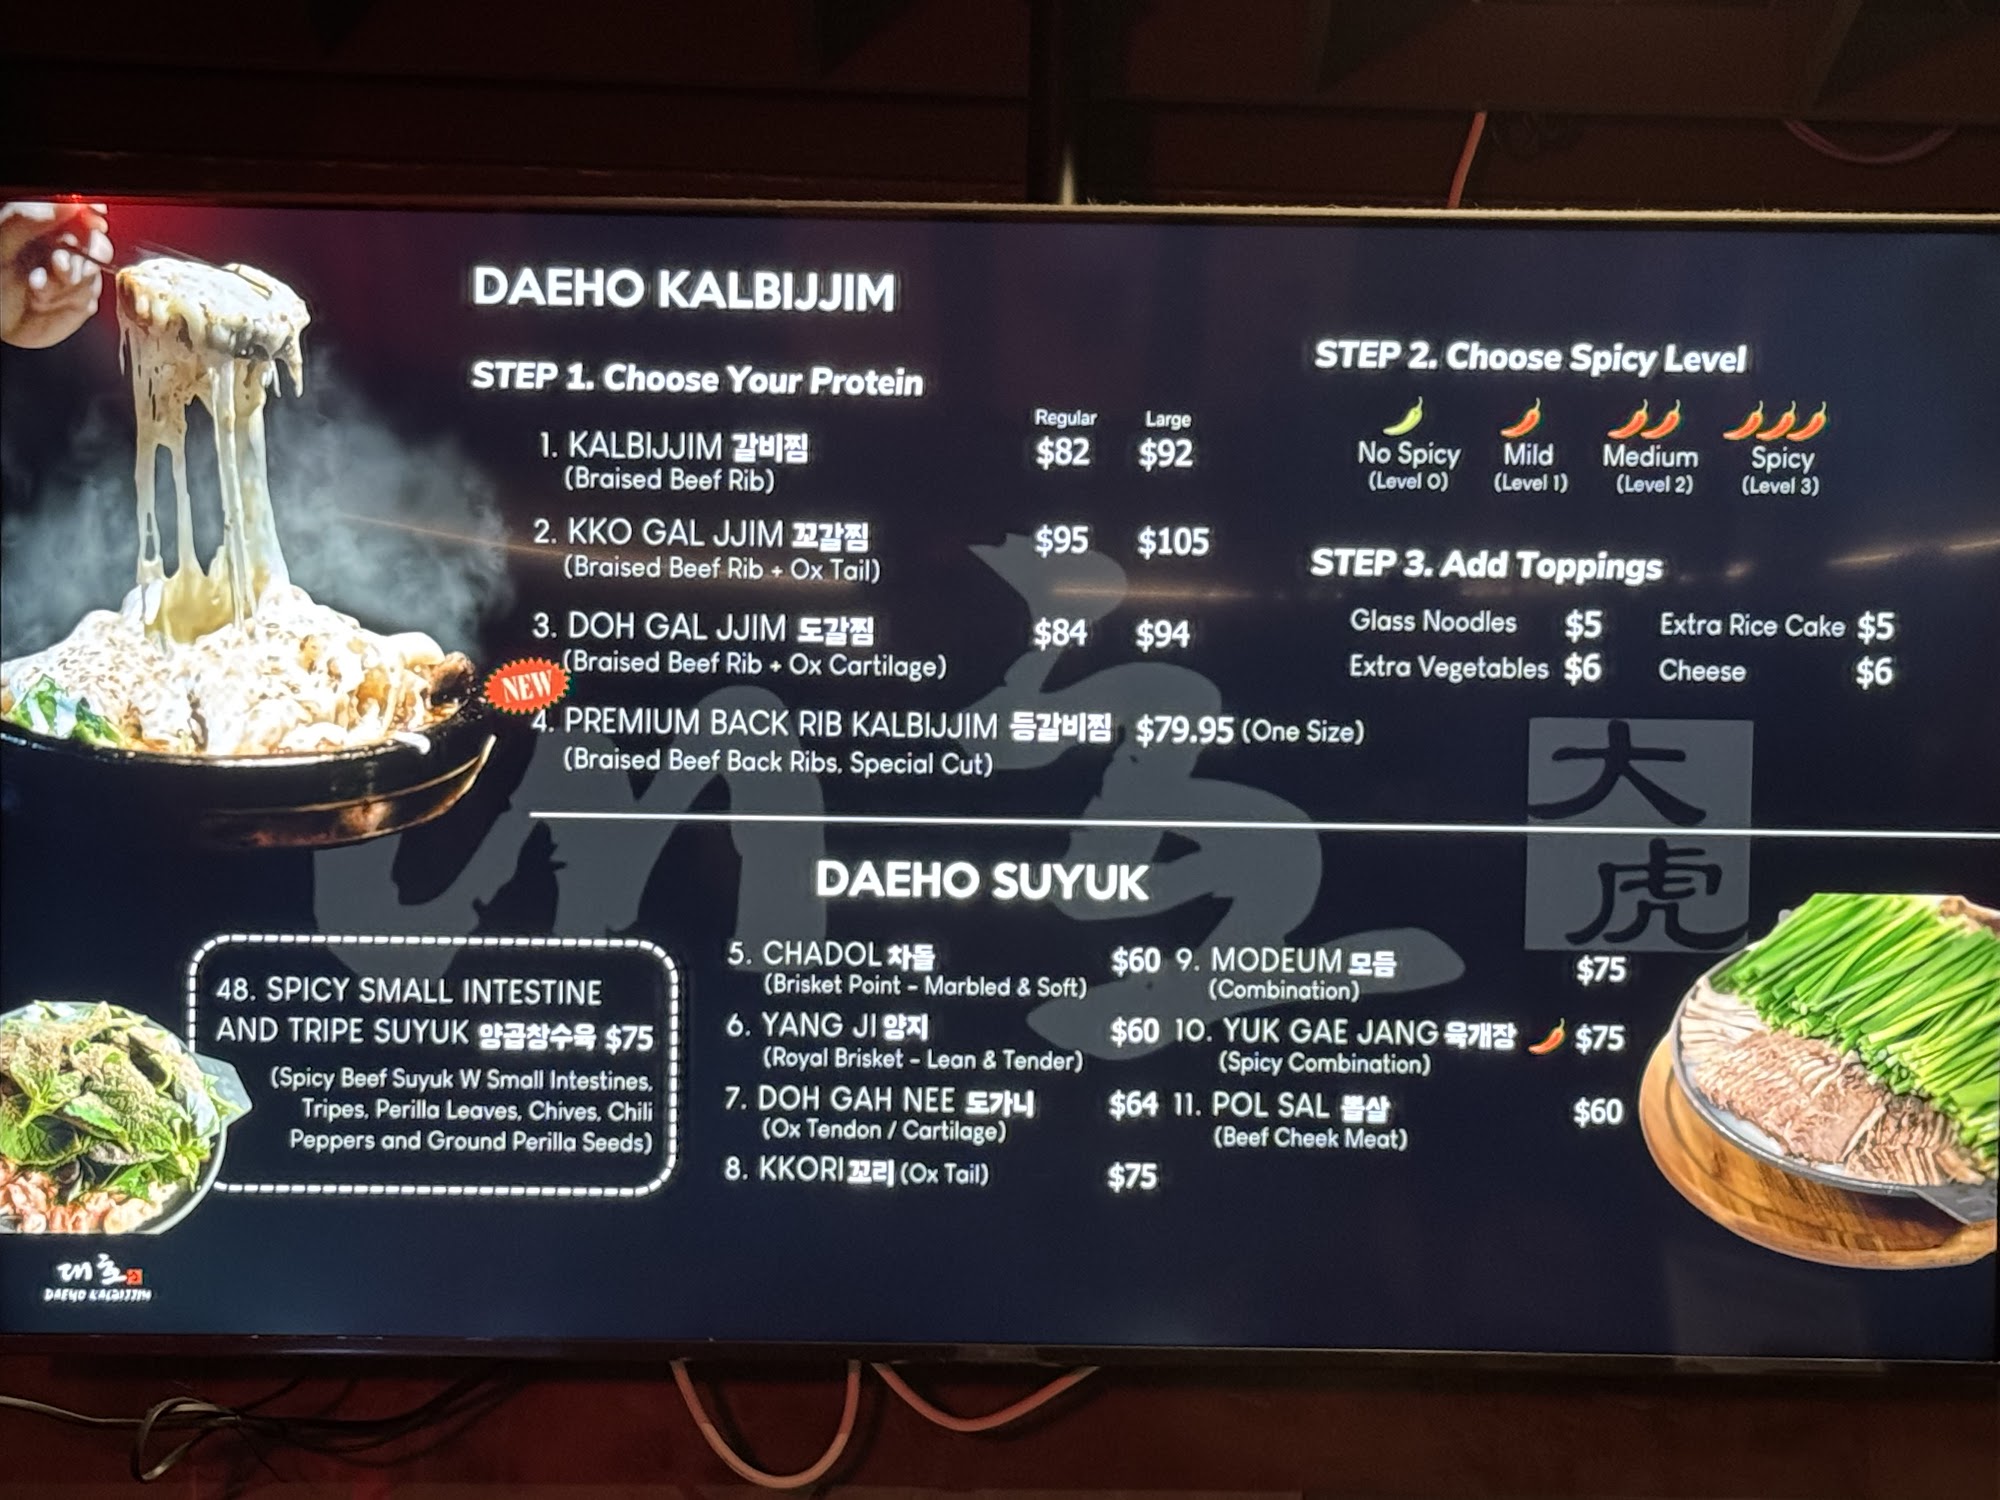 DAEHO KALBIJJIM
STEP 1. Choose Your Protein
Regular Large
1. KALBIJJIM 갈비찜 $82 $92
(Braised Beef Rib)
2. KKO GAL JJIM 꼬갈찜 $95 $105
(Braised Beef Rib + Ox Tail)
3. DOH GAL JJIM 도갈찜 $84 $94
(Braised Beef Rib + Ox Cartilage)
NEW
4. PREMIUM BACK RIB KALBIJJIM 등갈비찜 $79.95 (One Size)
(Braised Beef Back Ribs, Special Cut)
STEP 2. Choose Spicy Level
No Spicy Mild Medium Spicy
(Level 0) (Level 1) (Level 2) (Level 3)
STEP 3. Add Toppings
Glass Noodles $5 Extra Rice Cake $5
Extra Vegetables $6 Cheese $6
대호
大
虎
DAEHO SUYUK
48. SPICY SMALL INTESTINE
AND TRIPE SUYUK 양곱창수육 $75
(Spicy Beef Suyuk W Small Intestines,
Tripes, Perilla Leaves, Chives, Chili
Peppers and Ground Perilla Seeds)
5. CHADOL 차돌 $60
(Brisket Point - Marbled & Soft)
6. YANG JI 양지 $60
(Royal Brisket - Lean & Tender)
7. DOH GAH NEE 도가니 $64
(Ox Tendon / Cartilage)
8. KKORI 꼬리 (Ox Tail) $75
9. MODEUM 모듬 $75
(Combination)
10. YUK GAE JANG 육개장 $75
(Spicy Combination)
11. POL SAL 뽈살 $60
(Beef Cheek Meat)
대호
DAEHO KALBIJJIM